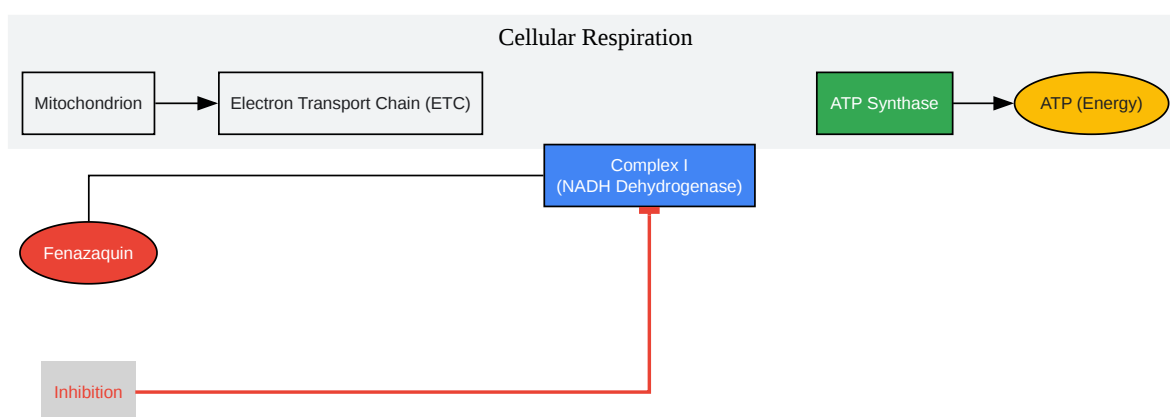 Cellular Respiration
Mitochondrion
Electron Transport Chain (ETC)
ATP Synthase
ATP (Energy)
Complex I
(NADH Dehydrogenase)
Fenazaquin
Inhibition